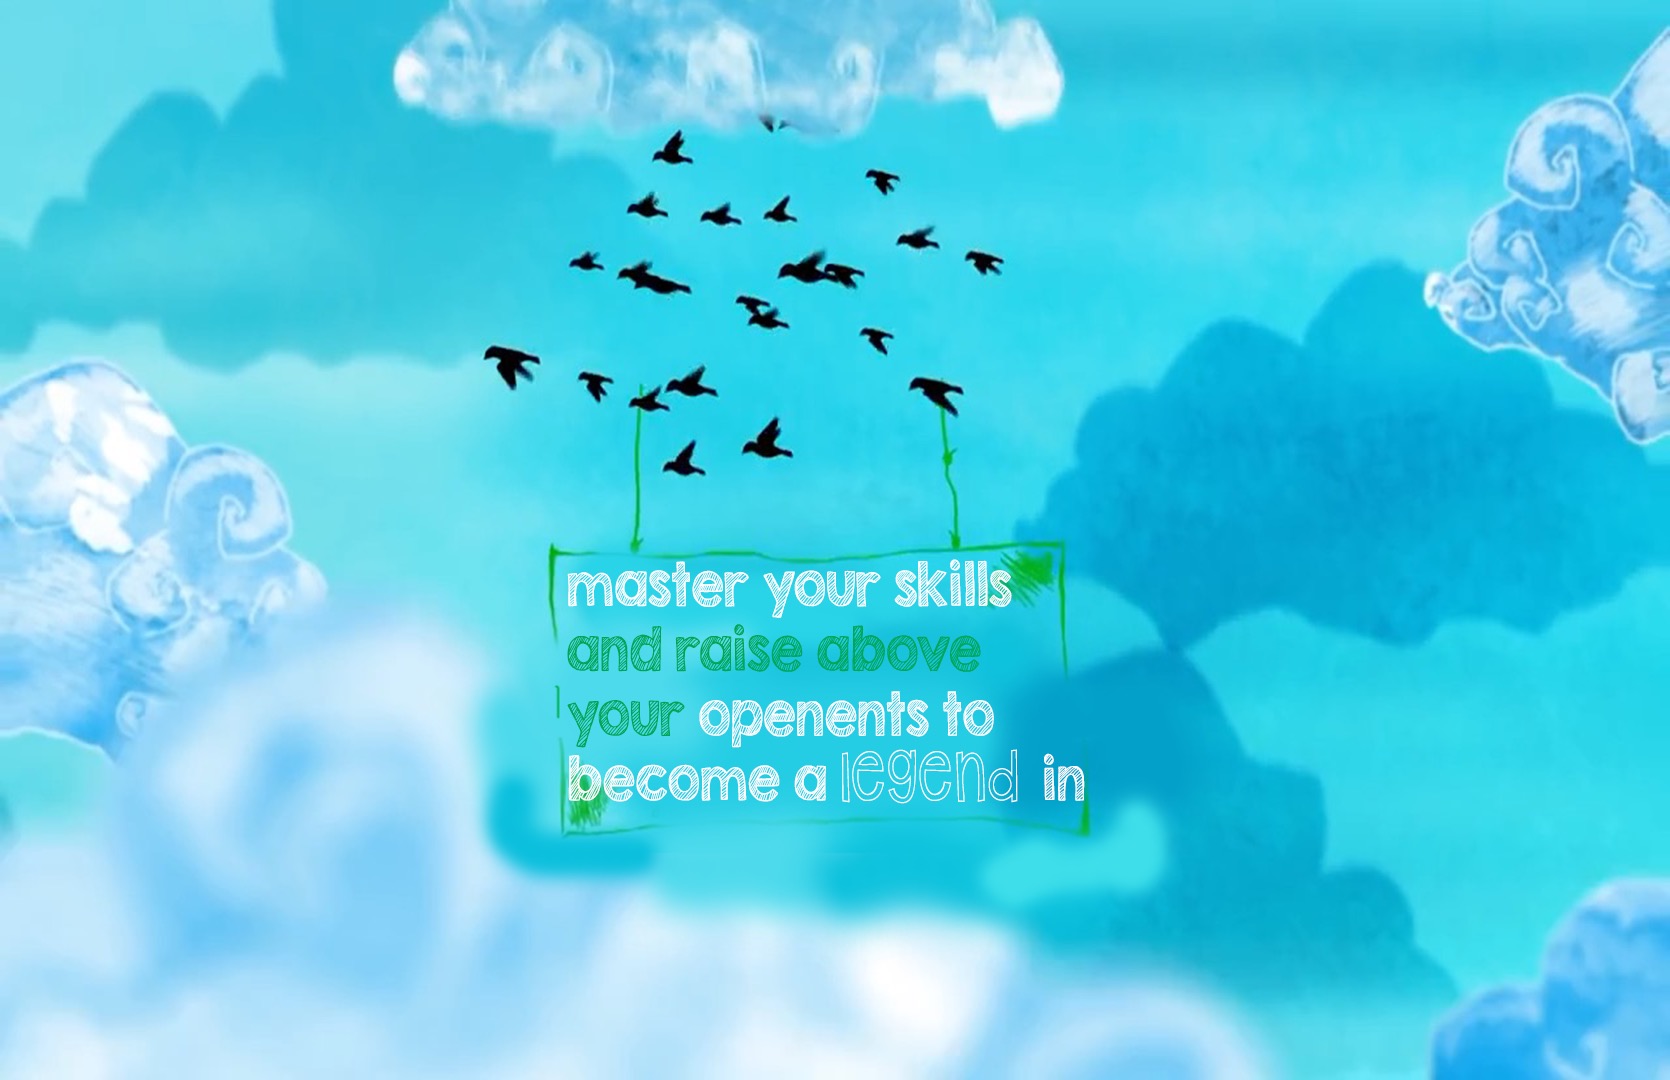 master your skills
and raise above
your openents to
become a legend in